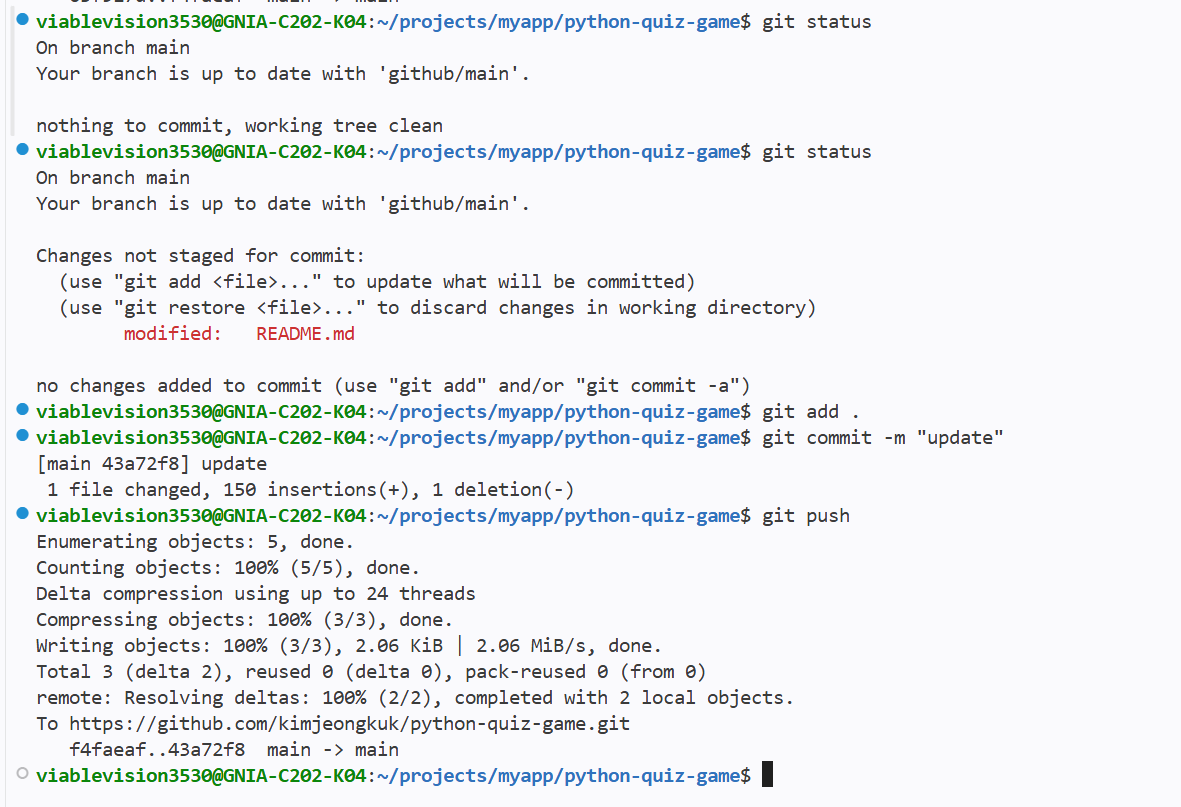 viablevision3530@GNIA-C202-K04:~/projects/myapp/python-quiz-game$ git status
On branch main
Your branch is up to date with 'github/main'.
nothing to commit, working tree clean
viablevision3530@GNIA-C202-K04:~/projects/myapp/python-quiz-game$ git status
On branch main
Your branch is up to date with 'github/main'.
Changes not staged for commit:
  (use "git add <file>..." to update what will be committed)
  (use "git restore <file>..." to discard changes in working directory)
        modified:   README.md
no changes added to commit (use "git add" and/or "git commit -a")
viablevision3530@GNIA-C202-K04:~/projects/myapp/python-quiz-game$ git add .
viablevision3530@GNIA-C202-K04:~/projects/myapp/python-quiz-game$ git commit -m "update"
[main 43a72f8] update
 1 file changed, 150 insertions(+), 1 deletion(-)
viablevision3530@GNIA-C202-K04:~/projects/myapp/python-quiz-game$ git push
Enumerating objects: 5, done.
Counting objects: 100% (5/5), done.
Delta compression using up to 24 threads
Compressing objects: 100% (3/3), done.
Writing objects: 100% (3/3), 2.06 KiB | 2.06 MiB/s, done.
Total 3 (delta 2), reused 0 (delta 0), pack-reused 0 (from 0)
remote: Resolving deltas: 100% (2/2), completed with 2 local objects.
To https://github.com/kimjeongkuk/python-quiz-game.git
   f4faeaf..43a72f8  main -> main
viablevision3530@GNIA-C202-K04:~/projects/myapp/python-quiz-game$